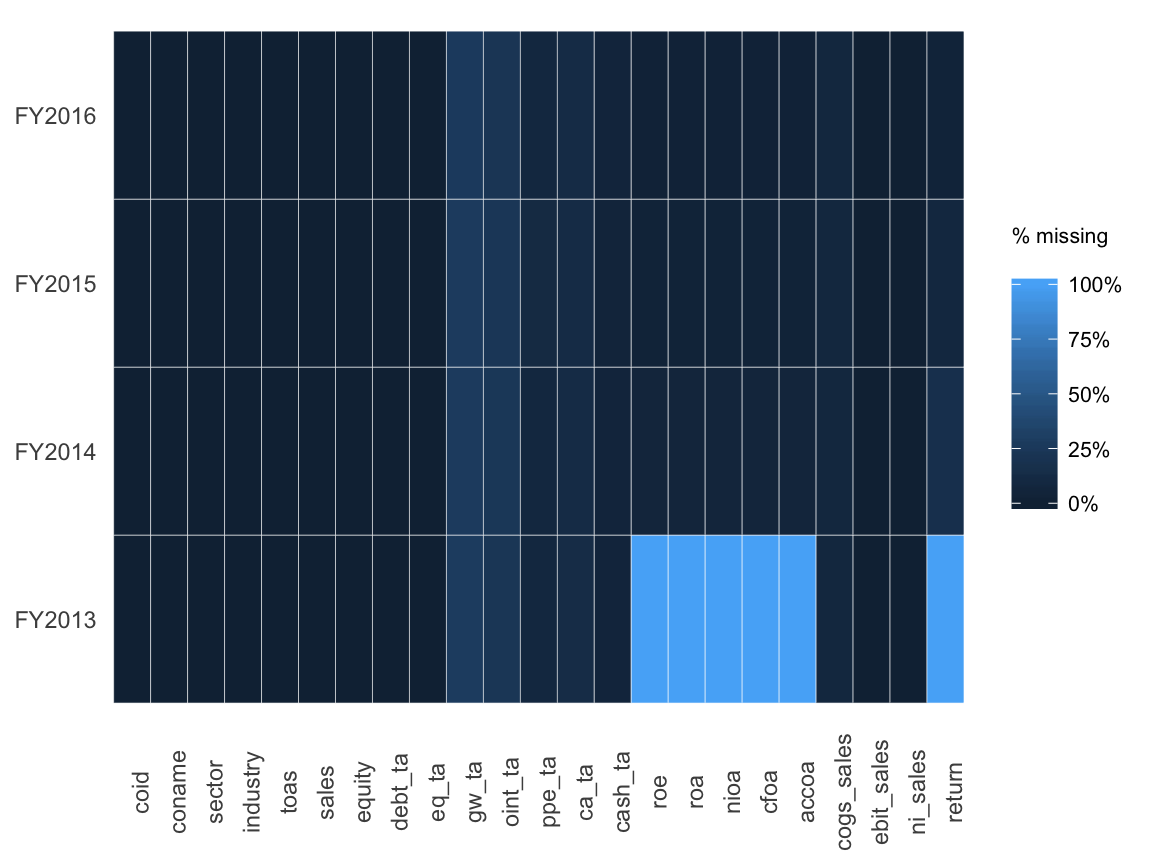 FY2016
FY2015
FY2014
FY2013
% missing
100%
75%
50%
25%
0%
coid
coname
sector
industry
toas
sales
equity
debt_ta
eq_ta
gw_ta
oint_ta
ppe_ta
ca_ta
cash_ta
roe
roa
nioa
cfoa
accoa
cogs_sales
ebit_sales
ni_sales
return